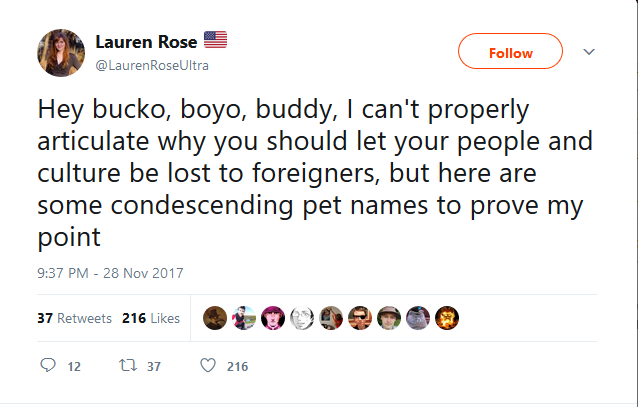 Lauren Rose 🇺🇸
@LaurenRoseUltra
Follow
Hey bucko, boyo, buddy, I can't properly
articulate why you should let your people and
culture be lost to foreigners, but here are
some condescending pet names to prove my
point
9:37 PM - 28 Nov 2017
37 Retweets 216 Likes
12 37 216